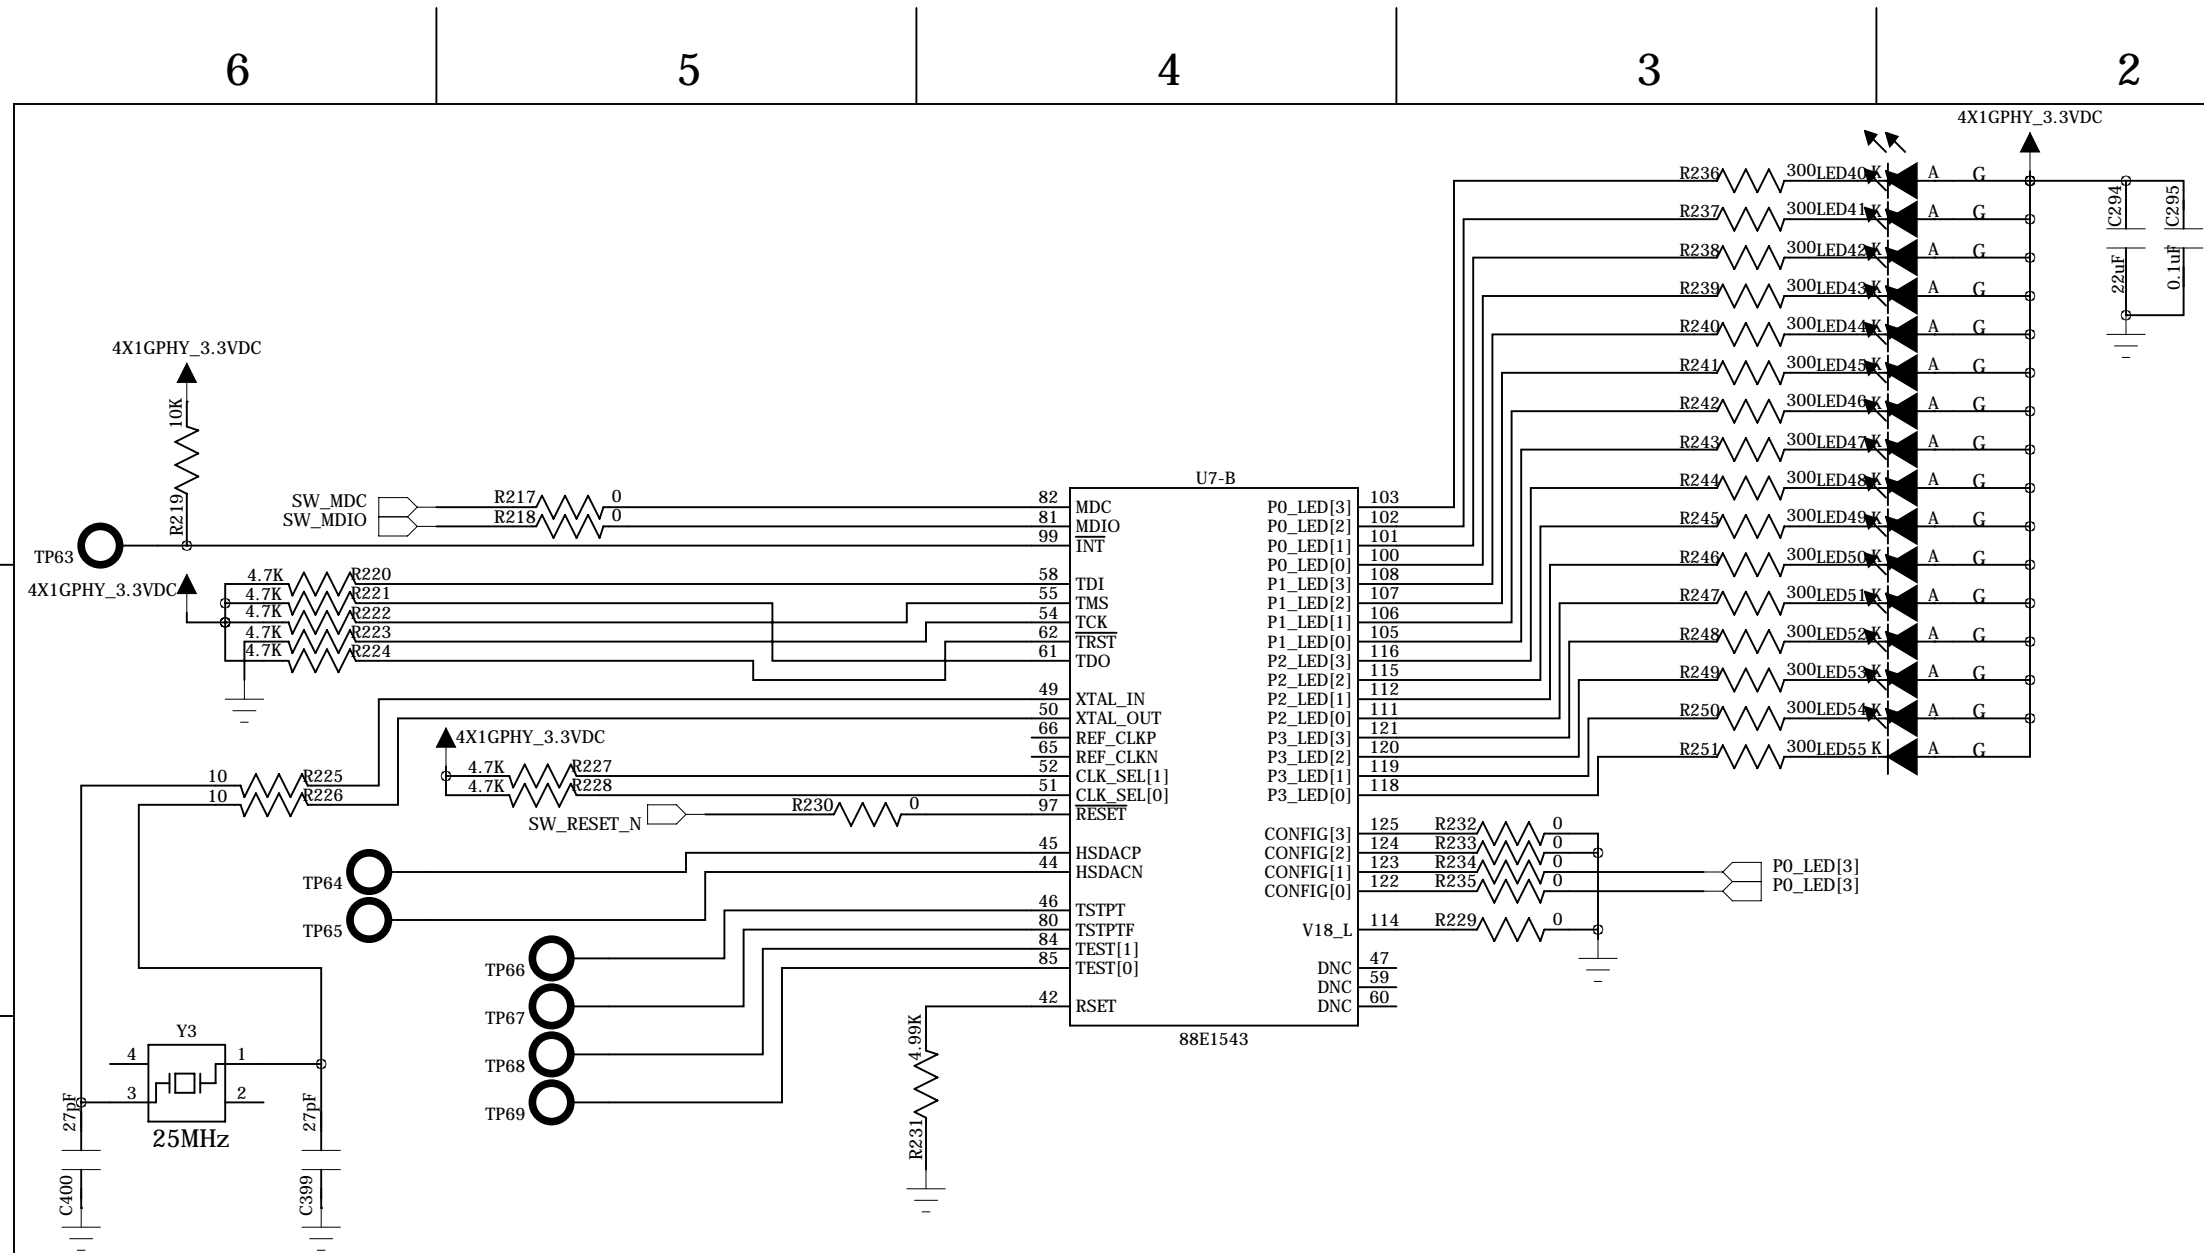 6 5 4 3 2
4X1GPHY_3.3VDC
R236 300 LED40 K A G
R237 300 LED41 K A G
R238 300 LED42 K A G
R239 300 LED43 K A G
R240 300 LED44 K A G
R241 300 LED45 K A G
R242 300 LED46 K A G
R243 300 LED47 K A G
R244 300 LED48 K A G
R245 300 LED49 K A G
R246 300 LED50 K A G
R247 300 LED51 K A G
R248 300 LED52 K A G
R249 300 LED53 K A G
R250 300 LED54 K A G
R251 300 LED55 K A G
C294
22uF
C295
0.1uF
4X1GPHY_3.3VDC
10K
R219
TP63
SW_MDC R217 0
SW_MDIO R218 0
4X1GPHY_3.3VDC
4.7K R220
4.7K R221
4.7K R222
4.7K R223
4.7K R224
10 R225
10 R226
4X1GPHY_3.3VDC
4.7K R227
4.7K R228
SW_RESET_N R230 0
TP64
TP65
TP66
TP67
TP68
TP69
4.99K
R231
Y3
4 1
3 2
25MHz
27pF
C400
27pF
C399
U7-B
82 MDC
81 MDIO
99 INT
58 TDI
55 TMS
54 TCK
62 TRST
61 TDO
49 XTAL_IN
50 XTAL_OUT
66 REF_CLKP
65 REF_CLKN
52 CLK_SEL[1]
51 CLK_SEL[0]
97 RESET
45 HSDACP
44 HSDACN
46 TSTPT
80 TSTPTF
84 TEST[1]
85 TEST[0]
42 RSET
P0_LED[3] 103
P0_LED[2] 102
P0_LED[1] 101
P0_LED[0] 100
P1_LED[3] 108
P1_LED[2] 107
P1_LED[1] 106
P1_LED[0] 105
P2_LED[3] 116
P2_LED[2] 115
P2_LED[1] 112
P2_LED[0] 111
P3_LED[3] 121
P3_LED[2] 120
P3_LED[1] 119
P3_LED[0] 118
CONFIG[3] 125 R232 0
CONFIG[2] 124 R233 0
CONFIG[1] 123 R234 0 P0_LED[3]
CONFIG[0] 122 R235 0 P0_LED[3]
V18_L 114 R229 0
DNC 47
DNC 59
DNC 60
88E1543